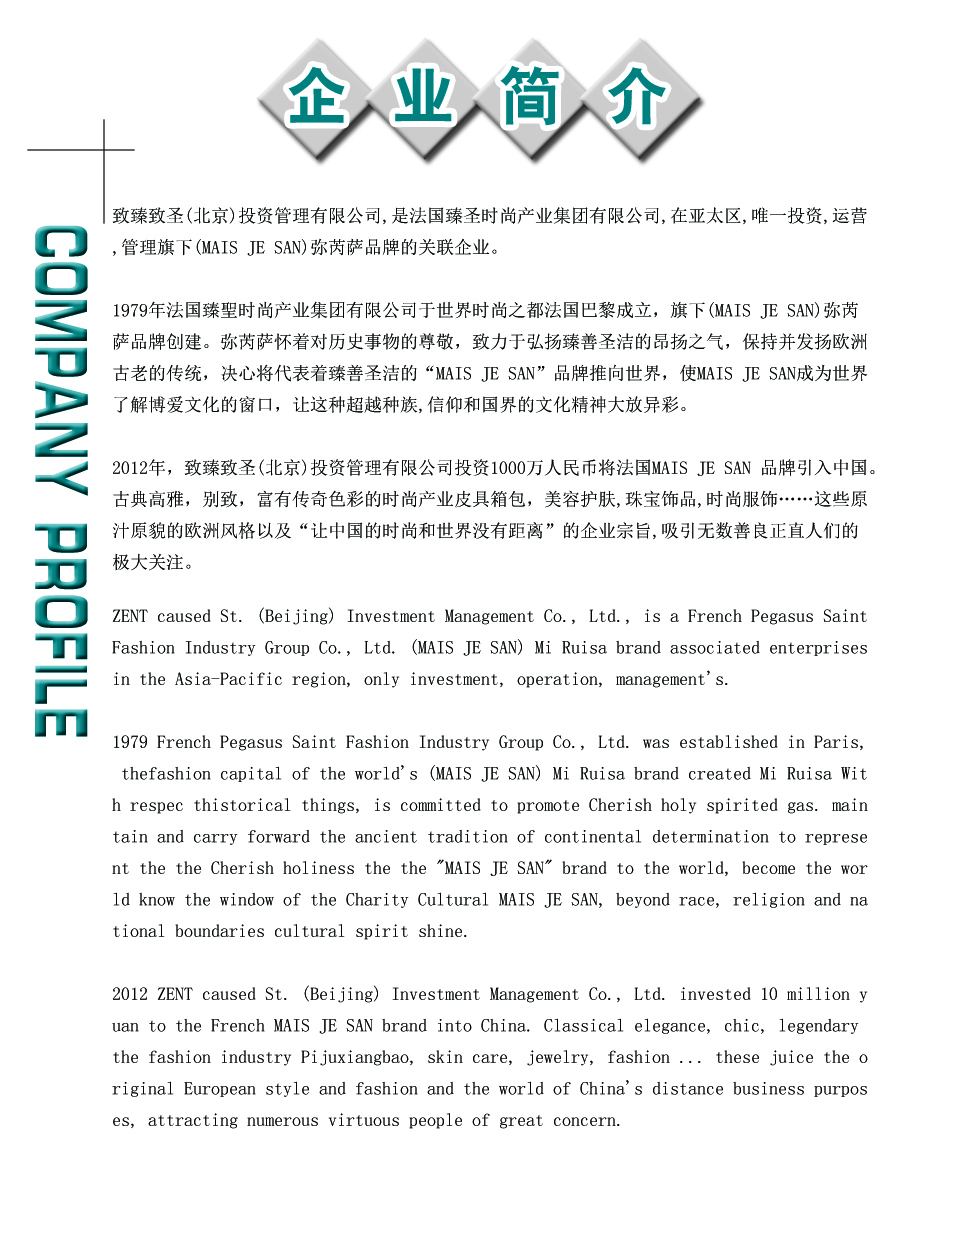 企业简介
COMPANY PROFILE
致臻致圣(北京)投资管理有限公司,是法国臻圣时尚产业集团有限公司,在亚太区,唯一投资,运营
,管理旗下(MAIS JE SAN)弥芮萨品牌的关联企业。
1979年法国臻聖时尚产业集团有限公司于世界时尚之都法国巴黎成立，旗下(MAIS JE SAN)弥芮
萨品牌创建。弥芮萨怀着对历史事物的尊敬，致力于弘扬臻善圣洁的昂扬之气，保持并发扬欧洲
古老的传统，决心将代表着臻善圣洁的“MAIS JE SAN”品牌推向世界，使MAIS JE SAN成为世界
了解博爱文化的窗口，让这种超越种族,信仰和国界的文化精神大放异彩。
2012年，致臻致圣(北京)投资管理有限公司投资1000万人民币将法国MAIS JE SAN 品牌引入中国。
古典高雅，别致，富有传奇色彩的时尚产业皮具箱包，美容护肤,珠宝饰品,时尚服饰……这些原
汁原貌的欧洲风格以及“让中国的时尚和世界没有距离”的企业宗旨,吸引无数善良正直人们的
极大关注。
ZENT caused St. (Beijing) Investment Management Co., Ltd., is a French Pegasus Saint
Fashion Industry Group Co., Ltd. (MAIS JE SAN) Mi Ruisa brand associated enterprises
in the Asia-Pacific region, only investment, operation, management's.
1979 French Pegasus Saint Fashion Industry Group Co., Ltd. was established in Paris,
thefashion capital of the world's (MAIS JE SAN) Mi Ruisa brand created Mi Ruisa Wit
h respec thistorical things, is committed to promote Cherish holy spirited gas. main
tain and carry forward the ancient tradition of continental determination to represe
nt the the Cherish holiness the the "MAIS JE SAN" brand to the world, become the wor
ld know the window of the Charity Cultural MAIS JE SAN, beyond race, religion and na
tional boundaries cultural spirit shine.
2012 ZENT caused St. (Beijing) Investment Management Co., Ltd. invested 10 million y
uan to the French MAIS JE SAN brand into China. Classical elegance, chic, legendary
the fashion industry Pijuxiangbao, skin care, jewelry, fashion ... these juice the o
riginal European style and fashion and the world of China's distance business purpos
es, attracting numerous virtuous people of great concern.